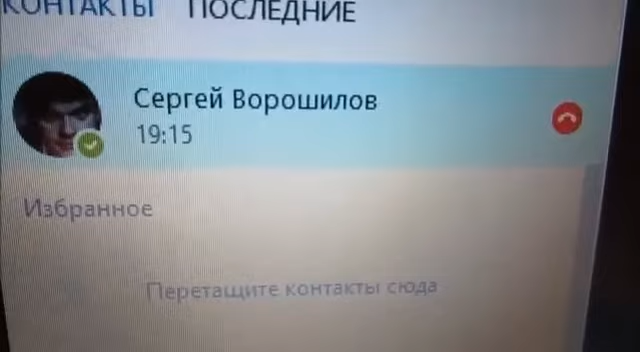 КОНТАКТЫ ПОСЛЕДНИЕ
Сергей Ворошилов
19:15
Избранное
Перетащите контакты сюда